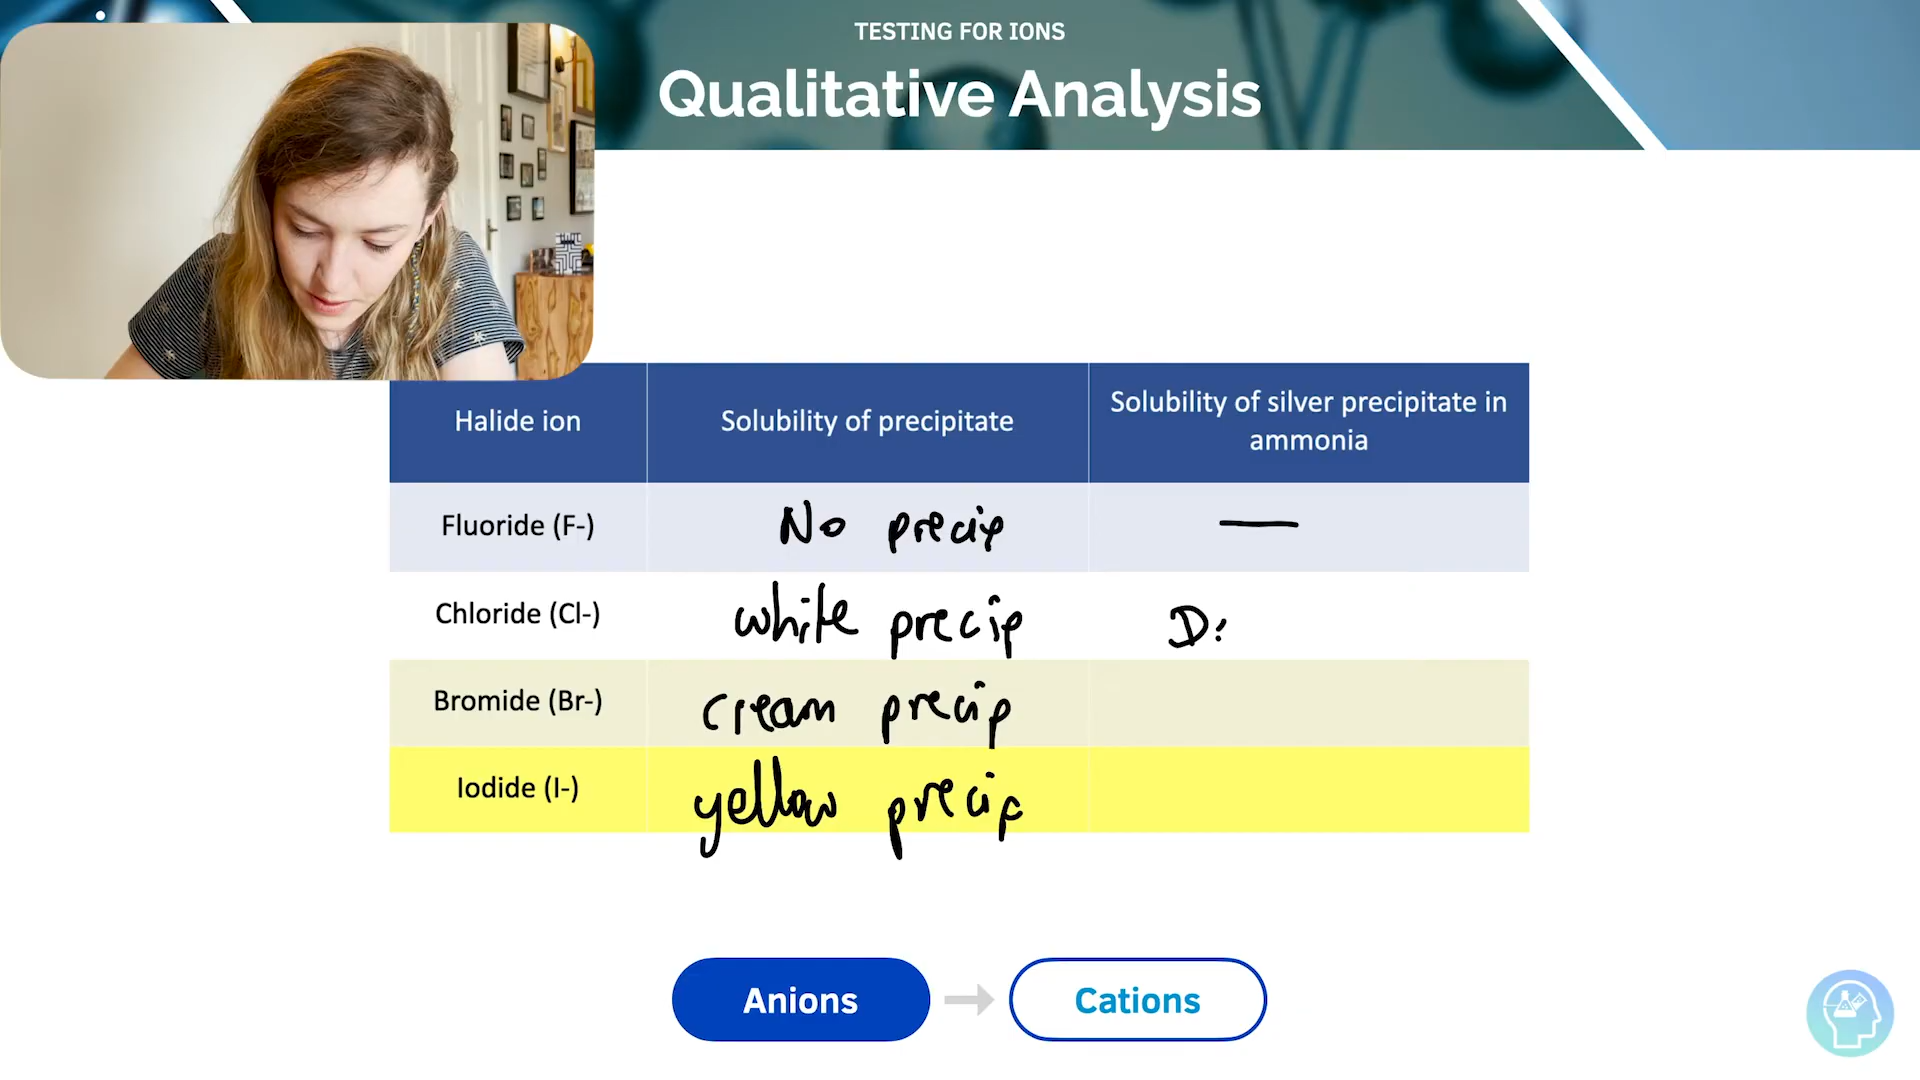 TESTING FOR IONS
Qualitative Analysis
Halide ion
Solubility of precipitate
Solubility of silver precipitate in
ammonia
Fluoride (F-)
No precip
Chloride (Cl-)
white precip
D:
Bromide (Br-)
cream precip
Iodide (I-)
yellow precip
Anions
Cations